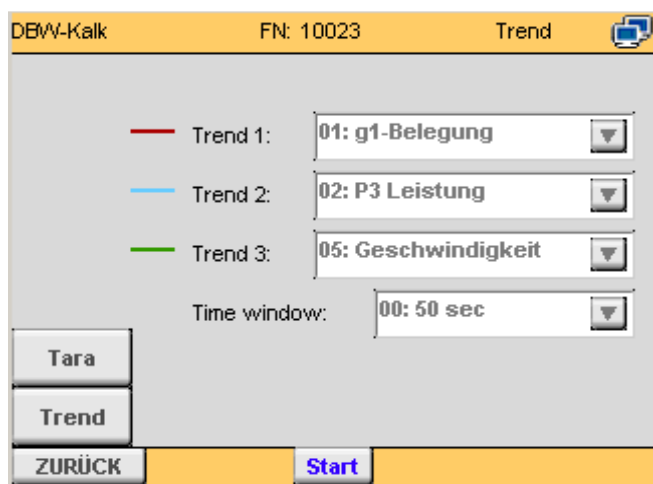 DBW-Kalk FN: 10023 Trend
Trend 1: 01: g1-Belegung
Trend 2: 02: P3 Leistung
Trend 3: 05: Geschwindigkeit
Time window: 00: 50 sec
Tara
Trend
ZURÜCK Start